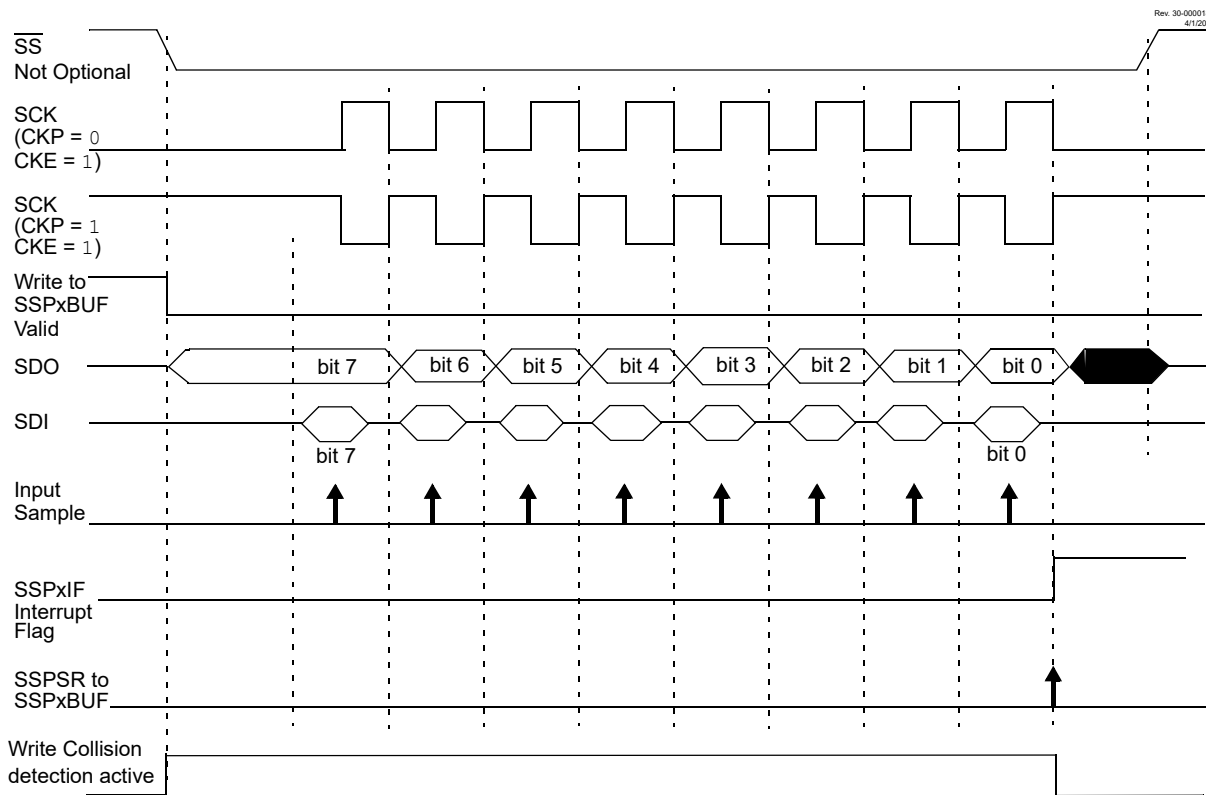 Rev. 30-00001
4/1/20
SS
Not Optional
SCK
(CKP = 0
CKE = 1)
SCK
(CKP = 1
CKE = 1)
Write to
SSPxBUF
Valid
SDO
bit 7 bit 6 bit 5 bit 4 bit 3 bit 2 bit 1 bit 0
SDI
bit 7 bit 0
Input
Sample
SSPxIF
Interrupt
Flag
SSPSR to
SSPxBUF
Write Collision
detection active